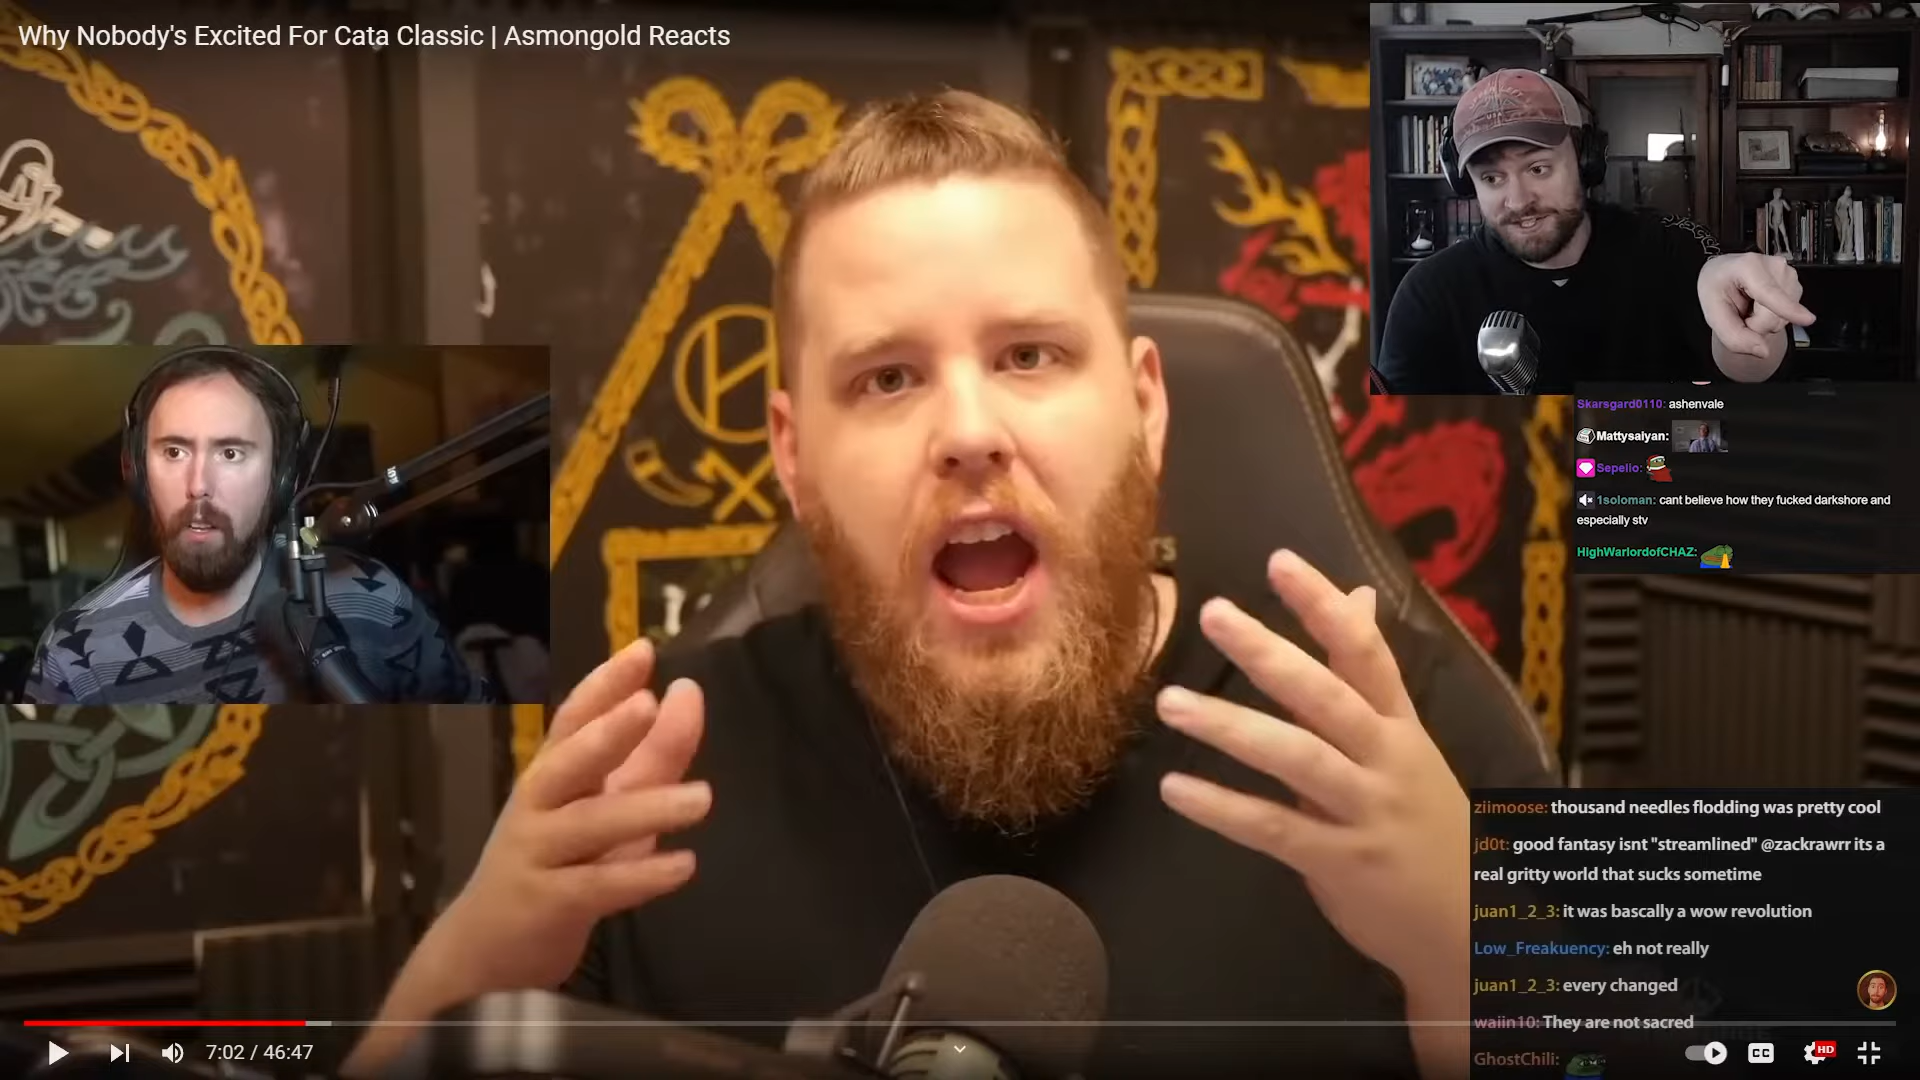 Why Nobody's Excited For Cata Classic | Asmongold Reacts
Skarsgard0110: ashenvale
Mattysaiyan:
Sepelio:
1soloman: cant believe how they fucked darkshore and
especially stv
HighWarlordofCHAZ:
ziimoose: thousand needles flodding was pretty cool
jd0t: good fantasy isnt "streamlined" @zackrawrr its a
real gritty world that sucks sometime
juan1_2_3: it was bascally a wow revolution
Low_Freakuency: eh not really
juan1_2_3: every changed
waiin10: They are not sacred
GhostChili:
7:02 / 46:47
CC
HD